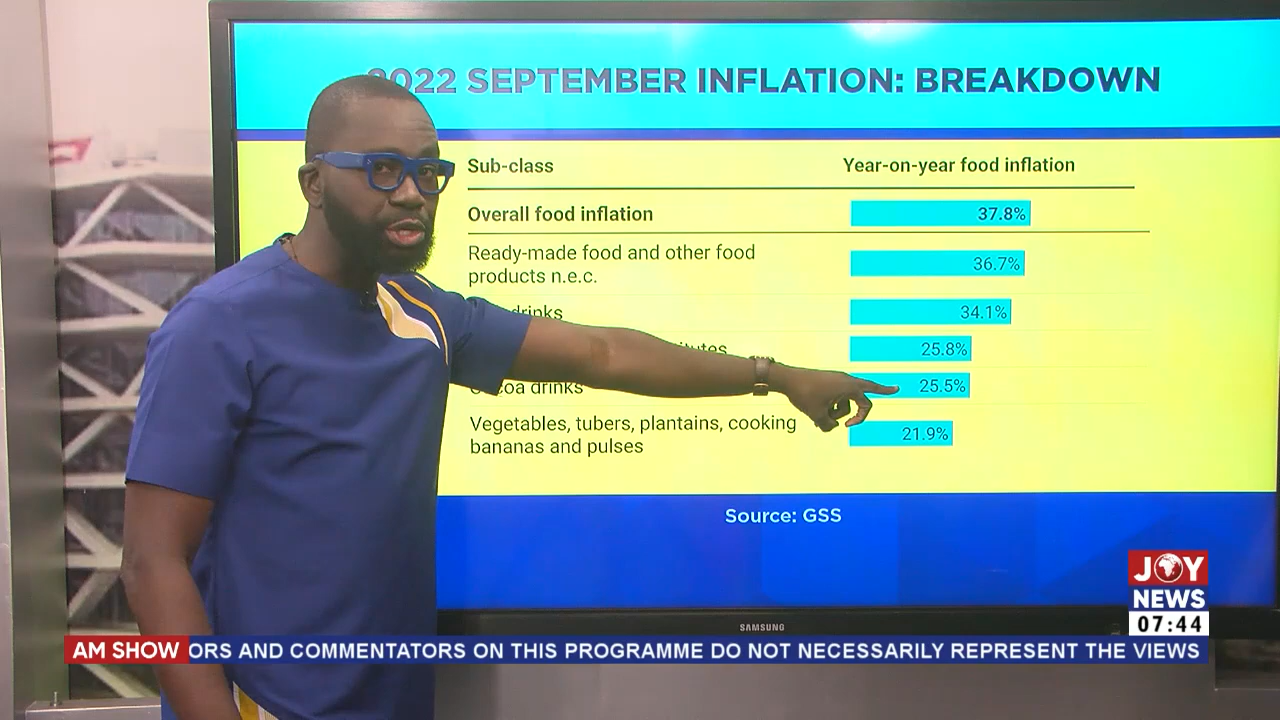 2022 SEPTEMBER INFLATION: BREAKDOWN
Sub-class Year-on-year food inflation
Overall food inflation 37.8%
Ready-made food and other food
products n.e.c. 36.7%
drinks 34.1%
25.8%
drinks 25.5%
Vegetables, tubers, plantains, cooking
bananas and pulses 21.9%
Source: GSS
JOY
NEWS
07:44
SAMSUNG
AM SHOW ORS AND COMMENTATORS ON THIS PROGRAMME DO NOT NECESSARILY REPRESENT THE VIEWS